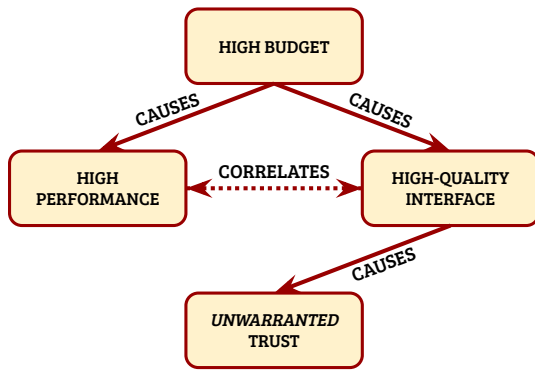 HIGH BUDGET
CAUSES
CAUSES
HIGH
PERFORMANCE
CORRELATES
HIGH-QUALITY
INTERFACE
CAUSES
UNWARRANTED
TRUST